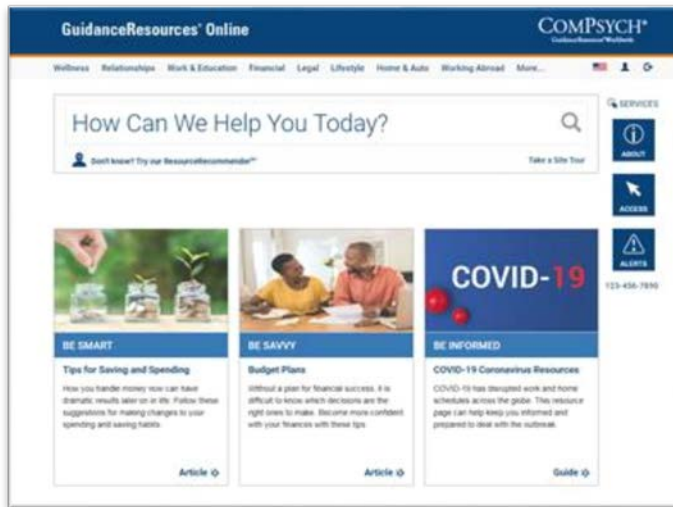 GuidanceResources® Online
COMPSYCH®
GuidanceResources® Worldwide
Wellness Relationships Work & Education Financial Legal Lifestyle Home & Auto Working Abroad More...
SERVICES
How Can We Help You Today?
ABOUT
Don't know? Try our ResourceRecommender℠
Take a Site Tour
ACCESS
ALERTS
123-456-7890
COVID-19
BE SMART
Tips for Saving and Spending
How you handle money now can have
dramatic results later on in life. Follow these
suggestions for making changes to your
spending and saving habits.
Article
BE SAVVY
Budget Plans
Without a plan for financial success, it is
difficult to know which decisions are the
right ones to make. Become more confident
with your finances with these tips.
Article
BE INFORMED
COVID-19 Coronavirus Resources
COVID-19 has disrupted work and home
schedules across the globe. This resource
page can help keep you informed and
prepared to deal with the outbreak.
Guide